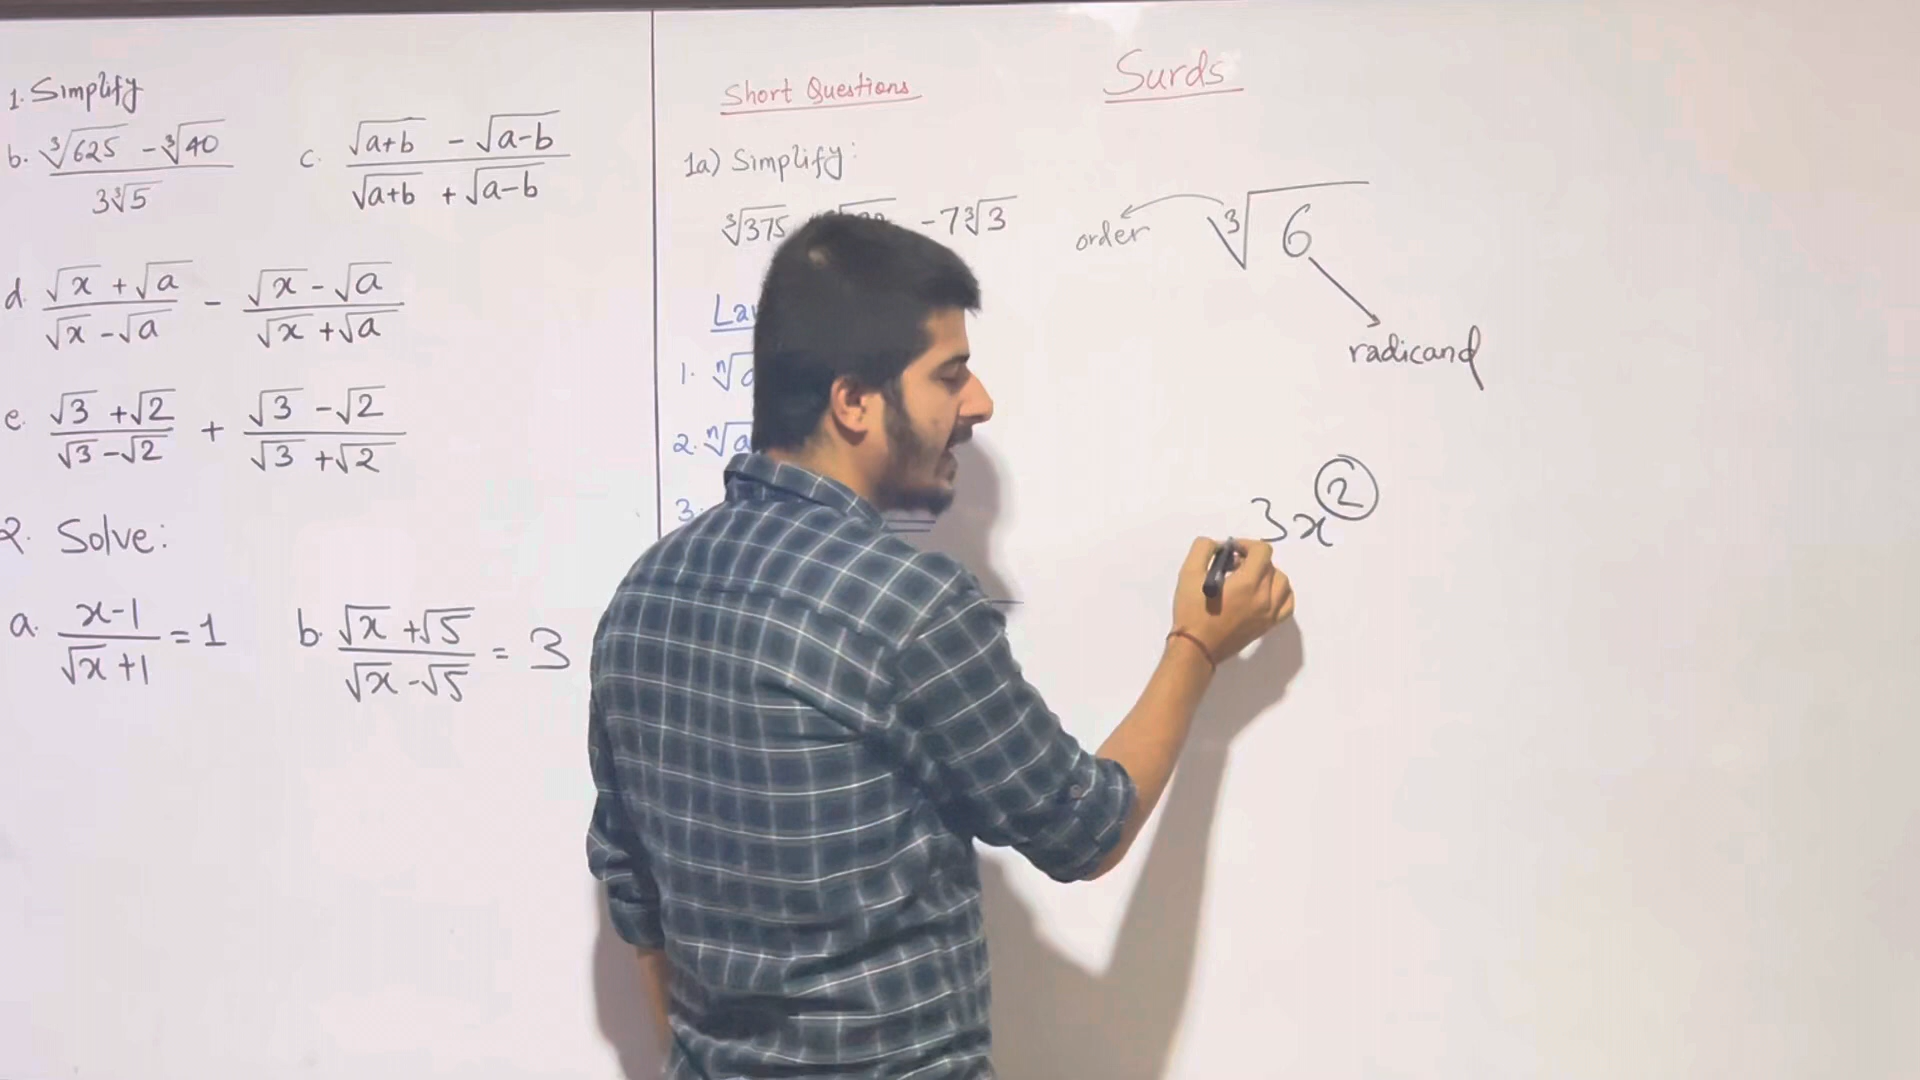 1. Simplify
b. (∛625 - ∛40)/(3∛5)
c. (√(a+b) - √(a-b))/(√(a+b) + √(a-b))
d. (√x + √a)/(√x - √a) - (√x - √a)/(√x + √a)
e. (√3 + √2)/(√3 - √2) + (√3 - √2)/(√3 + √2)
2. Solve:
a. (x-1)/(√x + 1) = 1
b. (√x + √5)/(√x - √5) = 3
Short Questions
1a) Simplify:
∛375 - 7∛3
1.
2.
3.
Surds
order
∛6
radicand
3x²